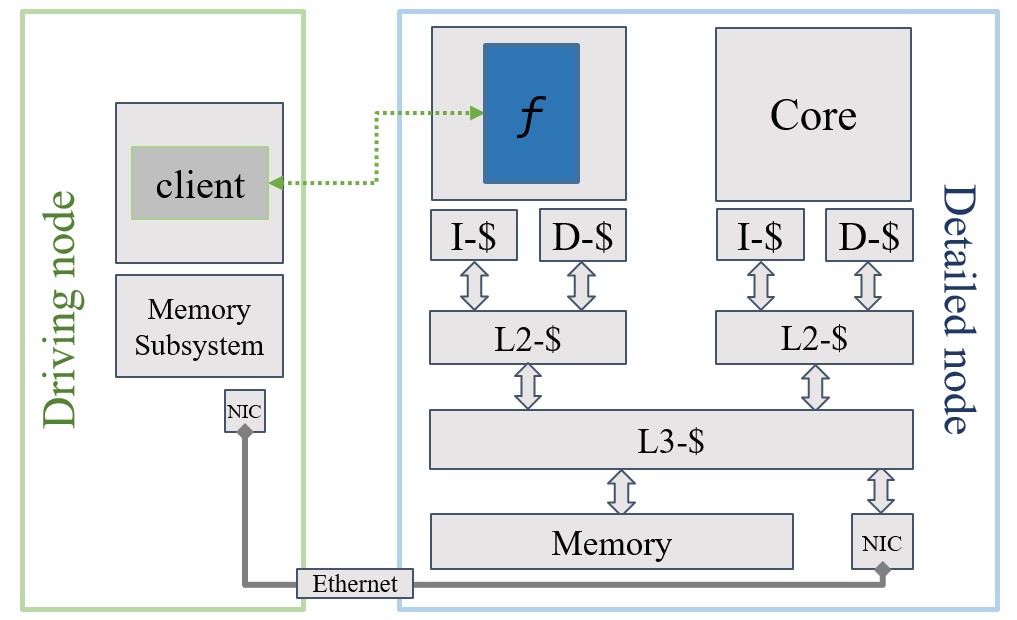 Driving node
client
Memory
Subsystem
NIC
f
Core
I-$
D-$
I-$
D-$
L2-$
L2-$
L3-$
Memory
NIC
Ethernet
Detailed node